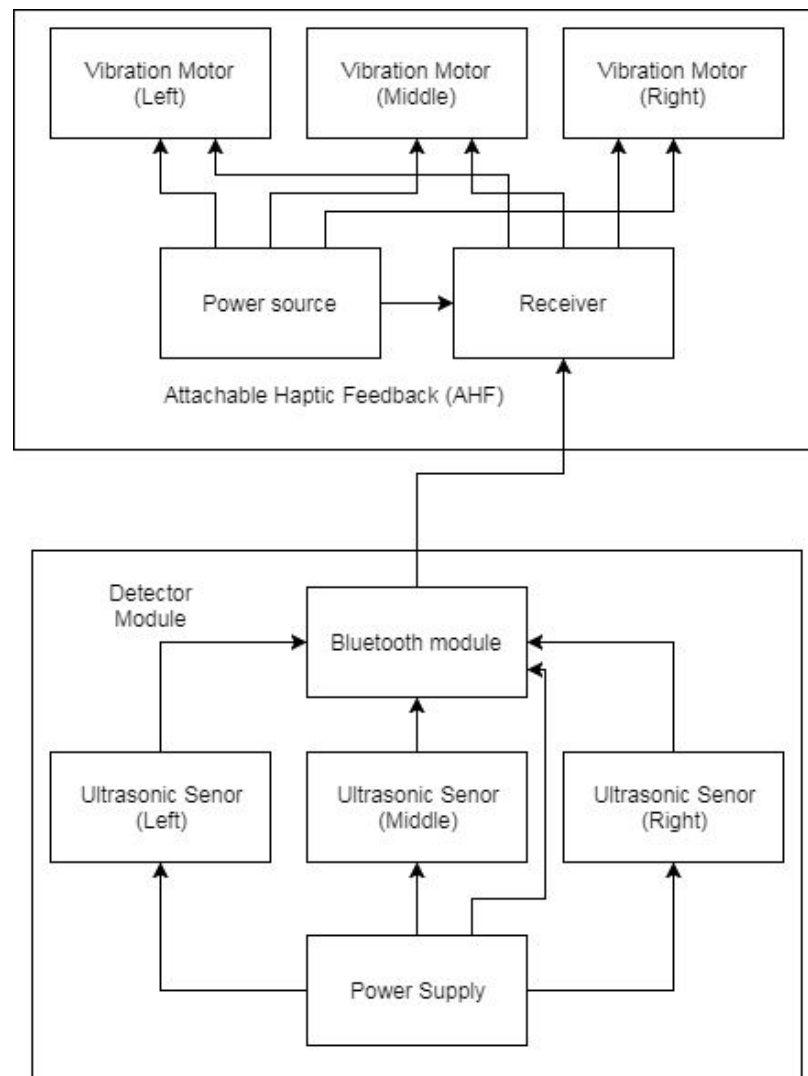 Vibration Motor
(Left)
Vibration Motor
(Middle)
Vibration Motor
(Right)
Power source
Receiver
Attachable Haptic Feedback (AHF)
Detector
Module
Bluetooth module
Ultrasonic Senor
(Left)
Ultrasonic Senor
(Middle)
Ultrasonic Senor
(Right)
Power Supply